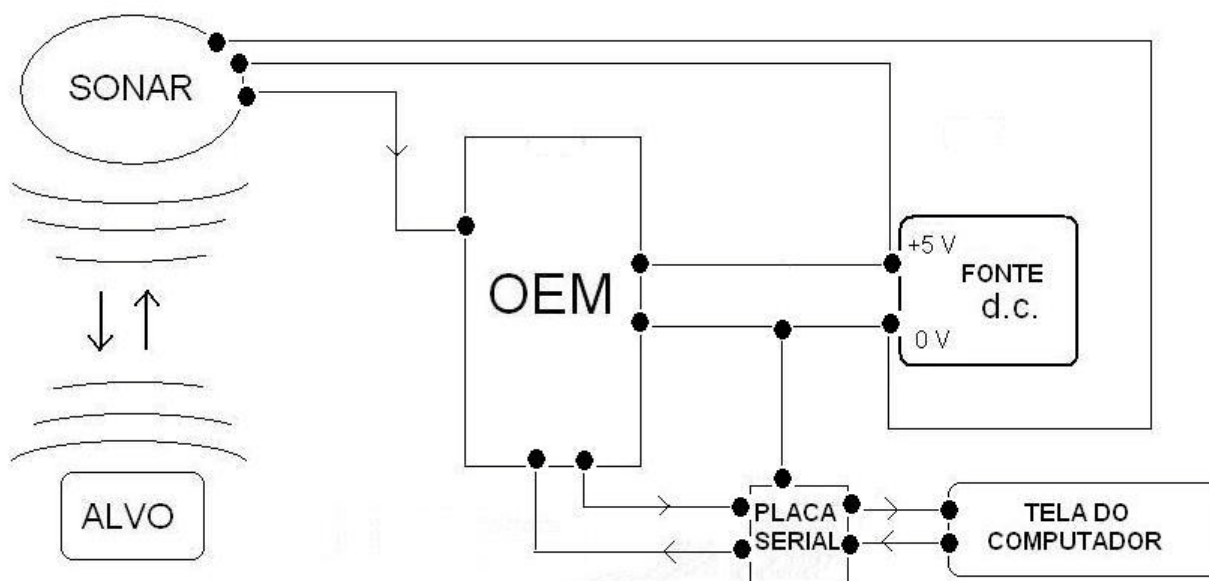 SONAR
OEM
+5 V
FONTE
d.c.
0 V
ALVO
PLACA
SERIAL
TELA DO
COMPUTADOR